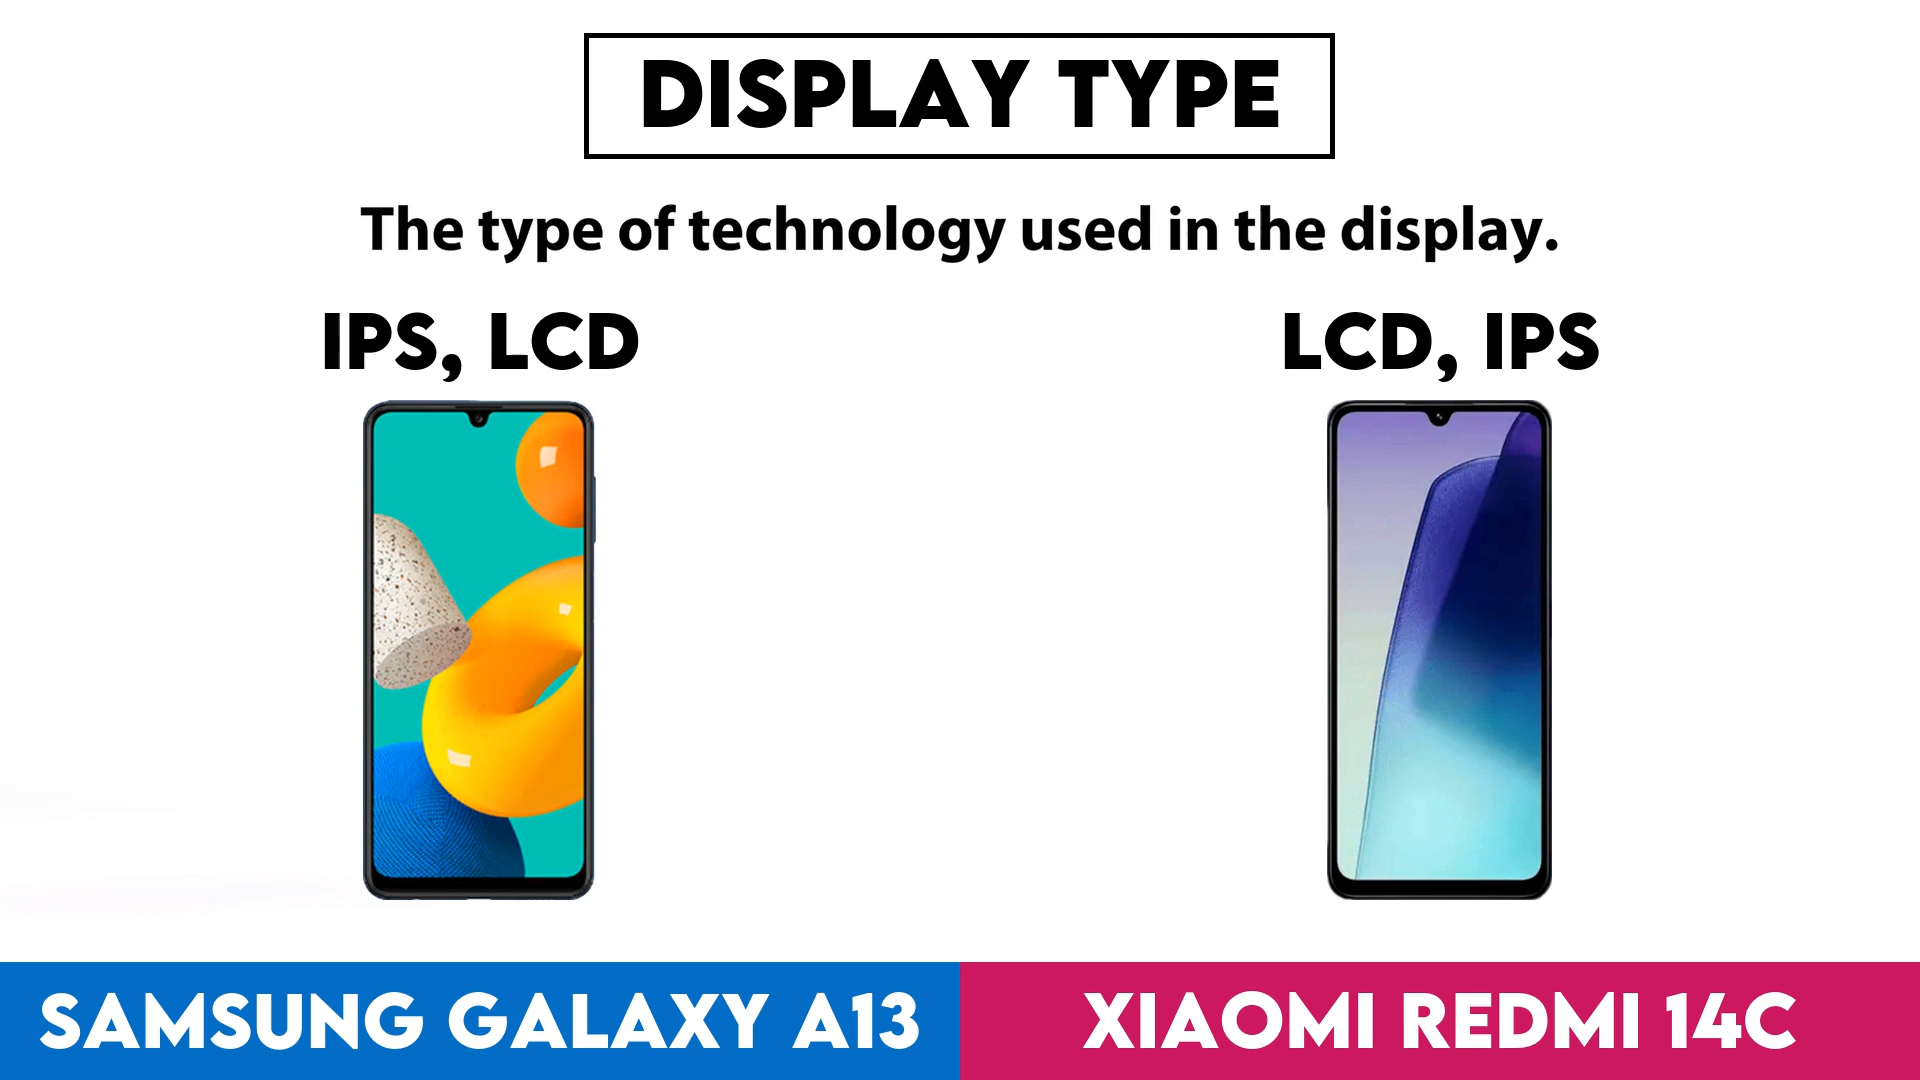 DISPLAY TYPE
The type of technology used in the display.
IPS, LCD
LCD, IPS
SAMSUNG GALAXY A13
XIAOMI REDMI 14C